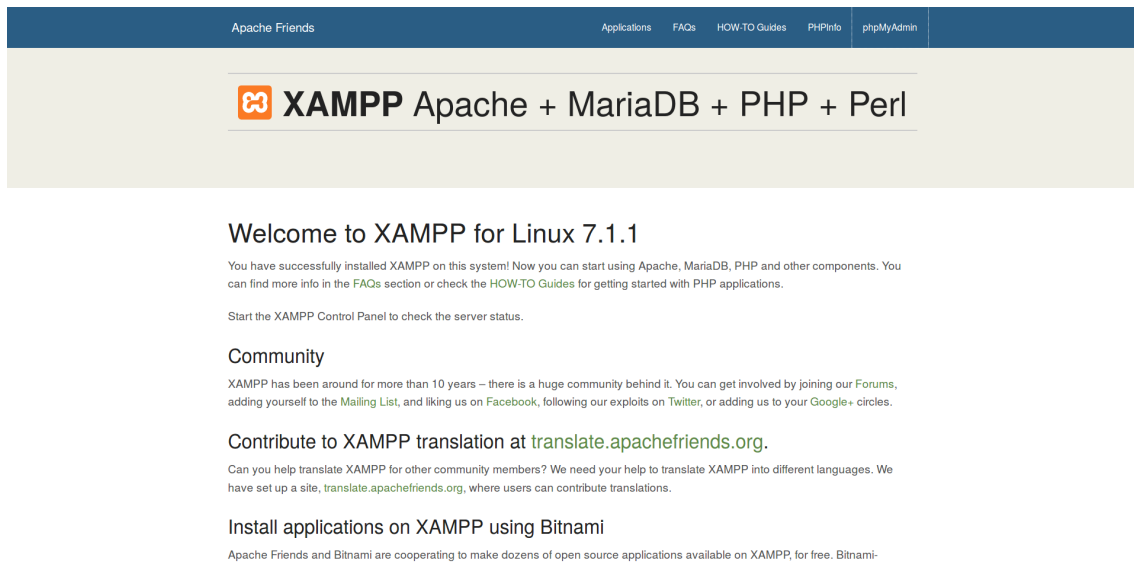 Apache Friends
Applications FAQs HOW-TO Guides PHPInfo phpMyAdmin
XAMPP Apache + MariaDB + PHP + Perl
Welcome to XAMPP for Linux 7.1.1
You have successfully installed XAMPP on this system! Now you can start using Apache, MariaDB, PHP and other components. You
can find more info in the FAQs section or check the HOW-TO Guides for getting started with PHP applications.
Start the XAMPP Control Panel to check the server status.
Community
XAMPP has been around for more than 10 years – there is a huge community behind it. You can get involved by joining our Forums,
adding yourself to the Mailing List, and liking us on Facebook, following our exploits on Twitter, or adding us to your Google+ circles.
Contribute to XAMPP translation at translate.apachefriends.org.
Can you help translate XAMPP for other community members? We need your help to translate XAMPP into different languages. We
have set up a site, translate.apachefriends.org, where users can contribute translations.
Install applications on XAMPP using Bitnami
Apache Friends and Bitnami are cooperating to make dozens of open source applications available on XAMPP, for free. Bitnami-